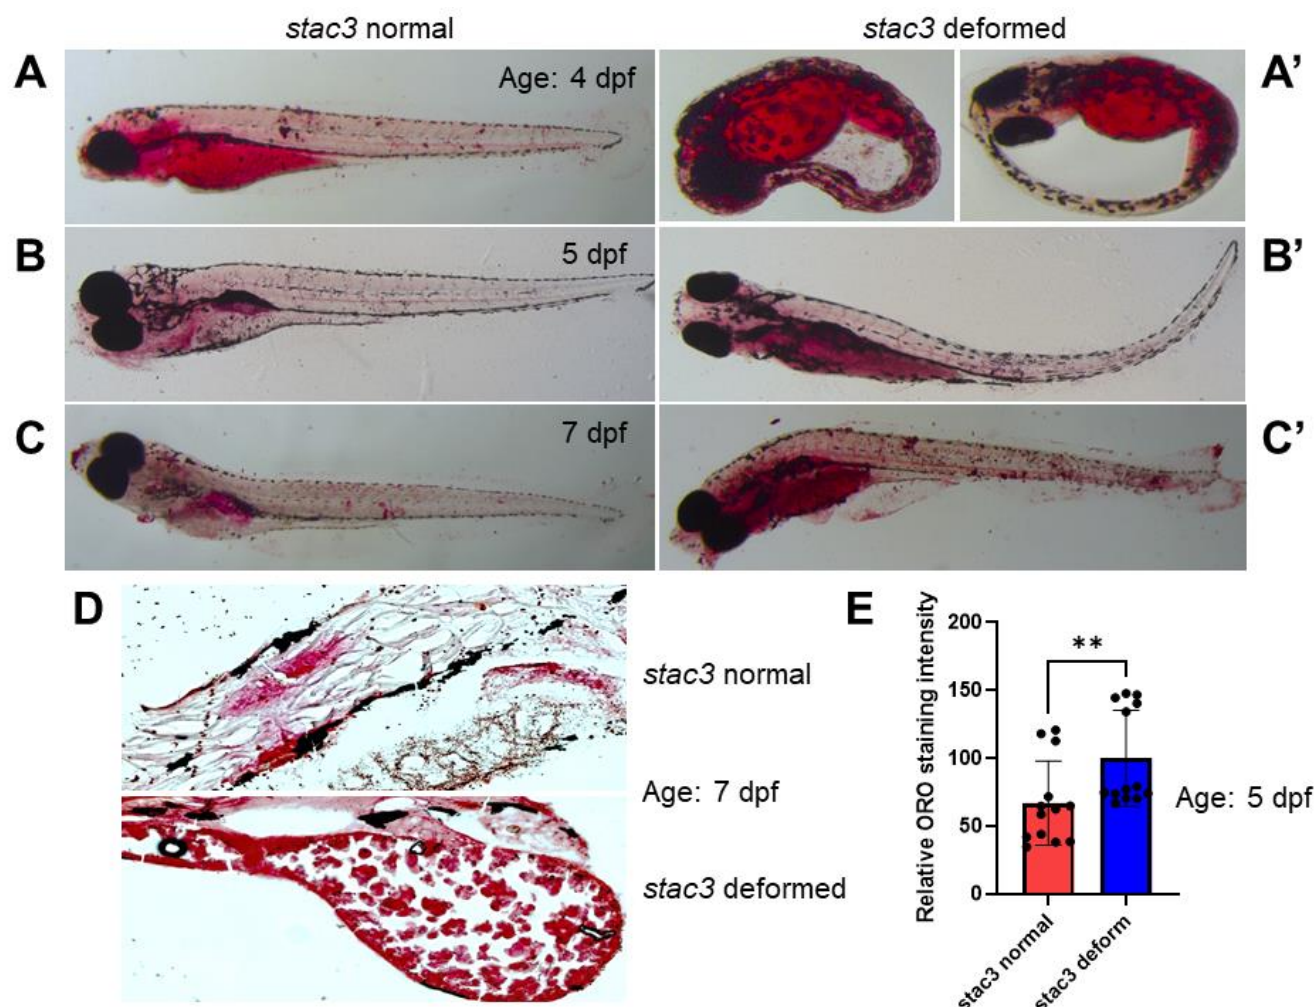 stac3 normal
stac3 deformed
A
Age: 4 dpf
A'
B
5 dpf
B'
C
7 dpf
C'
D
stac3 normal
Age: 7 dpf
stac3 deformed
E
Relative ORO staining intensity
200
150
100
50
0
**
Age: 5 dpf
stac3 normal
stac3 deform